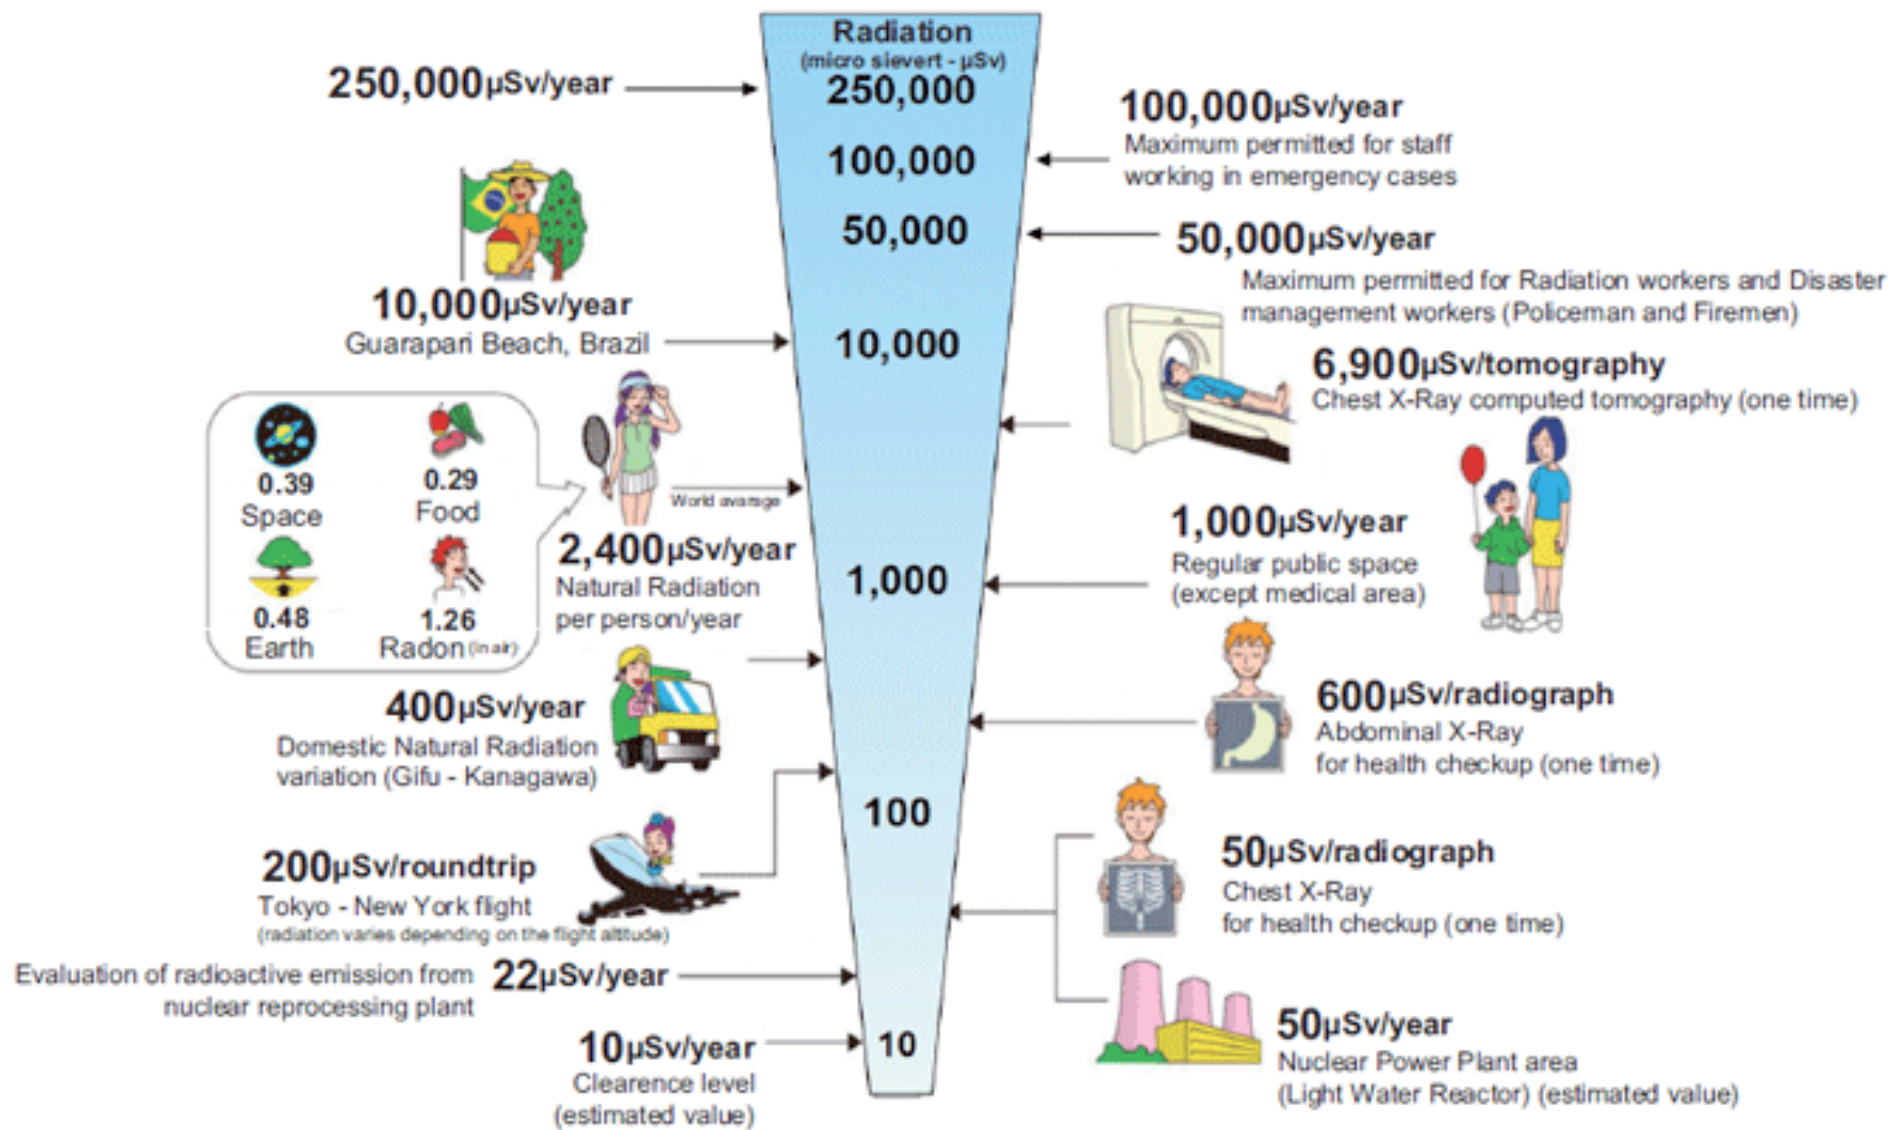 Radiation
(micro sievert - µSv)
250,000
100,000
50,000
10,000
1,000
100
10
250,000µSv/year
10,000µSv/year
Guarapari Beach, Brazil
0.39
Space
0.29
Food
0.48
Earth
1.26
Radon (in air)
World avarage
2,400µSv/year
Natural Radiation
per person/year
400µSv/year
Domestic Natural Radiation
variation (Gifu - Kanagawa)
200µSv/roundtrip
Tokyo - New York flight
(radiation varies depending on the flight altitude)
Evaluation of radioactive emission from
nuclear reprocessing plant
22µSv/year
10µSv/year
Clearence level
(estimated value)
100,000µSv/year
Maximum permitted for staff
working in emergency cases
50,000µSv/year
Maximum permitted for Radiation workers and Disaster
management workers (Policeman and Firemen)
6,900µSv/tomography
Chest X-Ray computed tomography (one time)
1,000µSv/year
Regular public space
(except medical area)
600µSv/radiograph
Abdominal X-Ray
for health checkup (one time)
50µSv/radiograph
Chest X-Ray
for health checkup (one time)
50µSv/year
Nuclear Power Plant area
(Light Water Reactor) (estimated value)